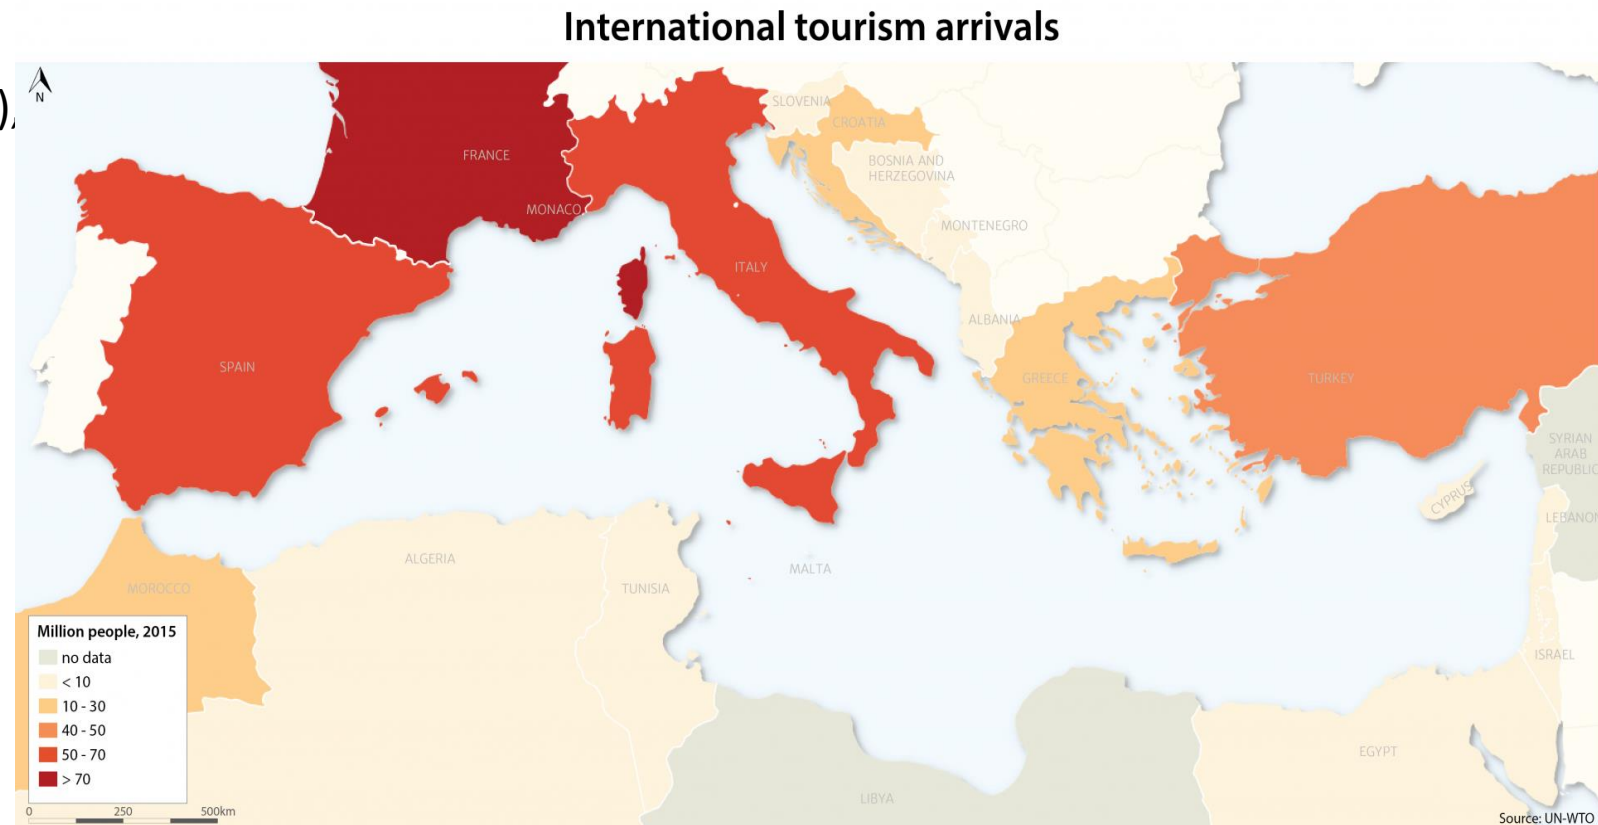 International tourism arrivals
),
N
SLOVENIA
CROATIA
FRANCE
BOSNIA AND
HERZEGOVINA
MONACO
MONTENEGRO
ITALY
ALBANIA
SPAIN
GREECE
TURKEY
SYRIAN
ARAB
REPUBLIC
CYPRUS
LEBANON
ALGERIA
MALTA
MOROCCO
TUNISIA
ISRAEL
EGYPT
LIBYA
Million people, 2015
no data
< 10
10 - 30
40 - 50
50 - 70
> 70
0 250 500km
Source: UN-WTO